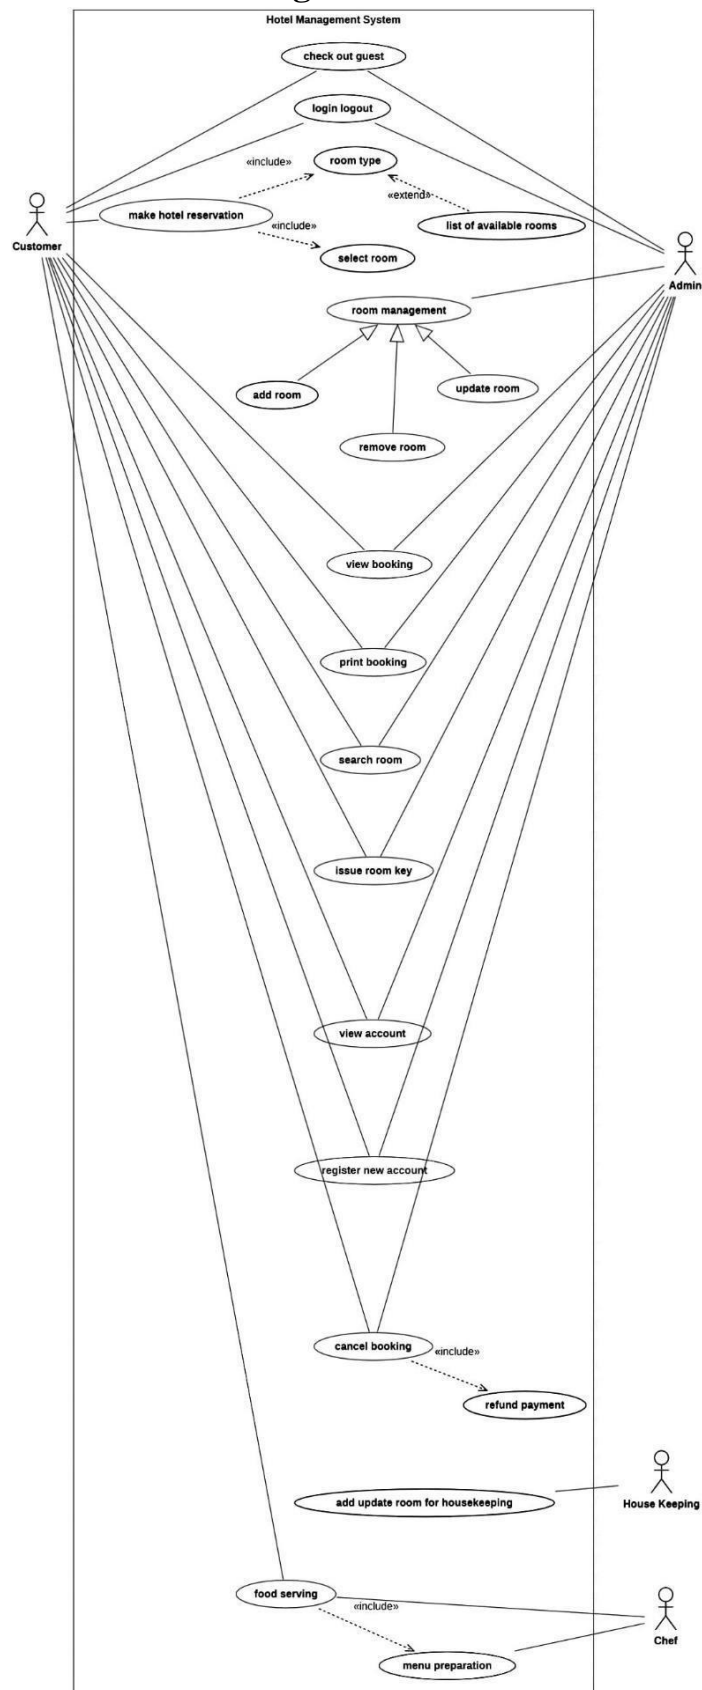 Hotel Management System
check out guest
login logout
«include»
room type
«extend»
make hotel reservation
«include»
list of available rooms
Customer
select room
Admin
room management
add room
update room
remove room
view booking
print booking
search room
issue room key
view account
register new account
cancel booking
«include»
refund payment
add update room for housekeeping
House Keeping
food serving
«include»
Chef
menu preparation